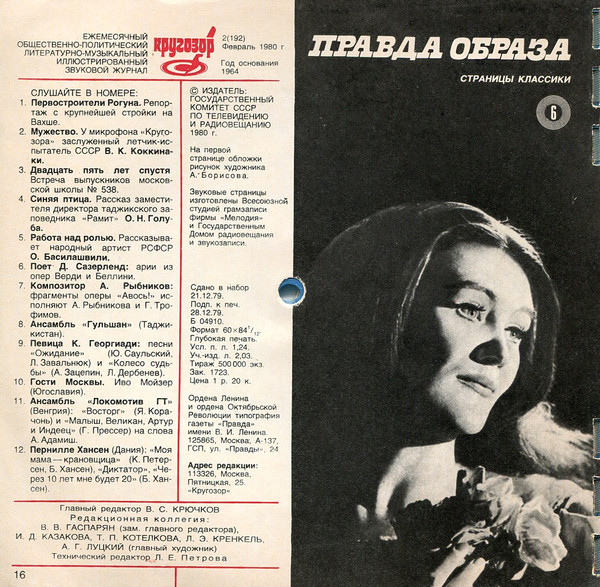 ЕЖЕМЕСЯЧНЫЙ
ОБЩЕСТВЕННО-ПОЛИТИЧЕСКИЙ
ЛИТЕРАТУРНО-МУЗЫКАЛЬНЫЙ
ИЛЛЮСТРИРОВАННЫЙ
ЗВУКОВОЙ ЖУРНАЛ
Кругозор
2(192)
Февраль 1980 г
Год основания
1964
СЛУШАЙТЕ В НОМЕРЕ:
1. Первостроители Рогуна. Репор-
таж с крупнейшей стройки на
Вахше.
2. Мужество. У микрофона «Круго-
зора» заслуженный летчик-ис-
пытатель СССР В. К. Коккина-
ки.
3. Двадцать пять лет спустя
Встреча выпускников москов-
ской школы № 538.
4. Синяя птица. Рассказ замести-
теля директора таджикского за-
поведника «Рамит» О. Н. Голу-
ба.
5. Работа над ролью. Рассказыва-
ет народный артист РСФСР
О. Басилашвили.
6. Поет Д. Сазерленд: арии из
опер Верди и Беллини.
7. Композитор А. Рыбников:
фрагменты оперы «Авось!» ис-
полняют А. Рыбникова и Г. Тро-
фимов.
8. Ансамбль «Гульшан» (Таджи-
кистан).
9. Певица К. Георгиади: песни
«Ожидание» (Ю. Саульский,
Л. Завальнюк) и «Колесо судь-
бы» (А. Зацепин, Л. Дербенев).
10. Гости Москвы. Иво Мойзер
(Югославия).
11. Ансамбль «Локомотив ГТ»
(Венгрия): «Восторг» (Я. Кара-
чонь) и «Малыш, Великан, Артур
и Индеец» (Г. Прессер) на слова
А. Адамиш.
12. Пернилле Хансен (Дания): «Моя
мама — крановщица» (К. Петер-
сен, Б. Хансен), «Диктатор», «Че-
рез 10 лет мне будет 20» (Б. Хан-
сен).
© ИЗДАТЕЛЬ:
ГОСУДАРСТВЕННЫЙ
КОМИТЕТ СССР
ПО ТЕЛЕВИДЕНИЮ
И РАДИОВЕЩАНИЮ
1980 г.
На первой
странице обложки
рисунок художника
А. Борисова.
Звуковые страницы
изготовлены Всесоюзной
студией грамзаписи
фирмы «Мелодия»
и Государственным
Домом радиовещания
и звукозаписи.
Сдано в набор
21.12.79.
Подп. к печ.
28.12.79.
Б 04910.
Формат 60×84 1/12
Глубокая печать.
Усл. п. л. 1,24.
Уч.-изд. л. 2,03.
Тираж 500 000 экз.
Зак. 1723.
Цена 1 р. 20 к.
Ордена Ленина
и ордена Октябрьской
Революции типография
газеты «Правда»
имени В. И. Ленина.
125865, Москва, А-137,
ГСП, ул. «Правды», 24
Адрес редакции:
113326, Москва,
Пятницкая, 25.
«Кругозор»
Главный редактор В. С. КРЮЧКОВ
Редакционная коллегия:
В. В. ГАСПАРЯН (зам. главного редактора),
И. Д. КАЗАКОВА, Т. П. КОТЕЛКОВА, Л. Э. КРЕНКЕЛЬ,
А. Г. ЛУЦКИЙ (главный художник)
Технический редактор Л. Е. Петрова
16
ПРАВДА ОБРАЗА
СТРАНИЦЫ КЛАССИКИ
6